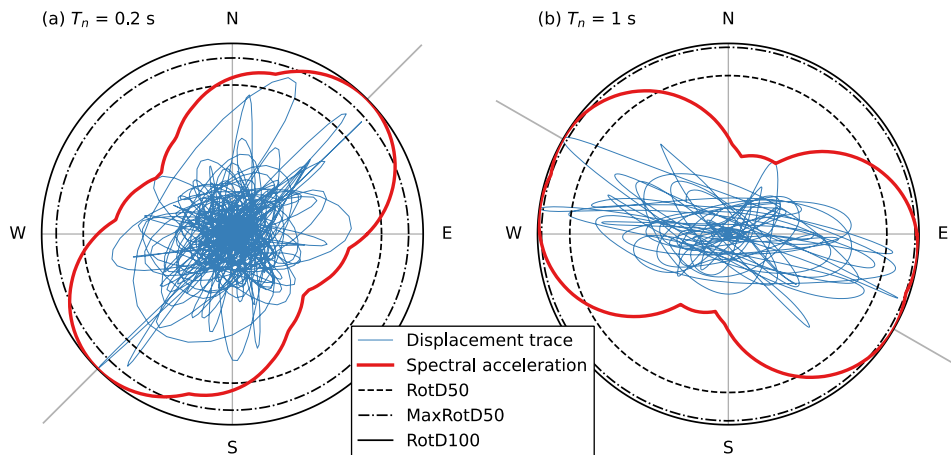 (a) Tₙ = 0.2 s
N
W
E
S
(b) Tₙ = 1 s
N
W
E
S
Displacement trace
Spectral acceleration
RotD50
MaxRotD50
RotD100